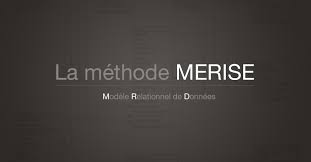 La méthode MERISE
Modèle Relationnel de Données